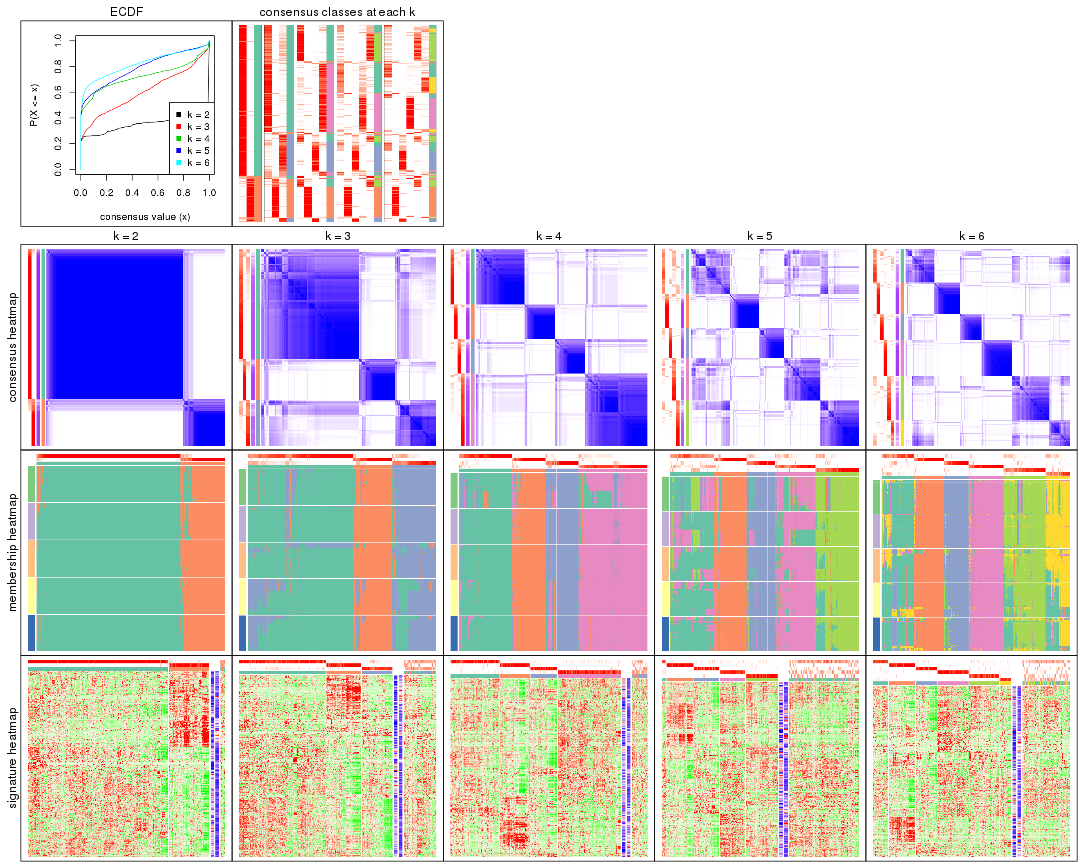 ECDF
consensus classes at each k
P(X <= x)
0.0 0.2 0.4 0.6 0.8 1.0
k = 2
k = 3
k = 4
k = 5
k = 6
0.0 0.2 0.4 0.6 0.8 1.0
consensus value (x)
k = 2 k = 3 k = 4 k = 5 k = 6
consensus heatmap
membership heatmap
signature heatmap